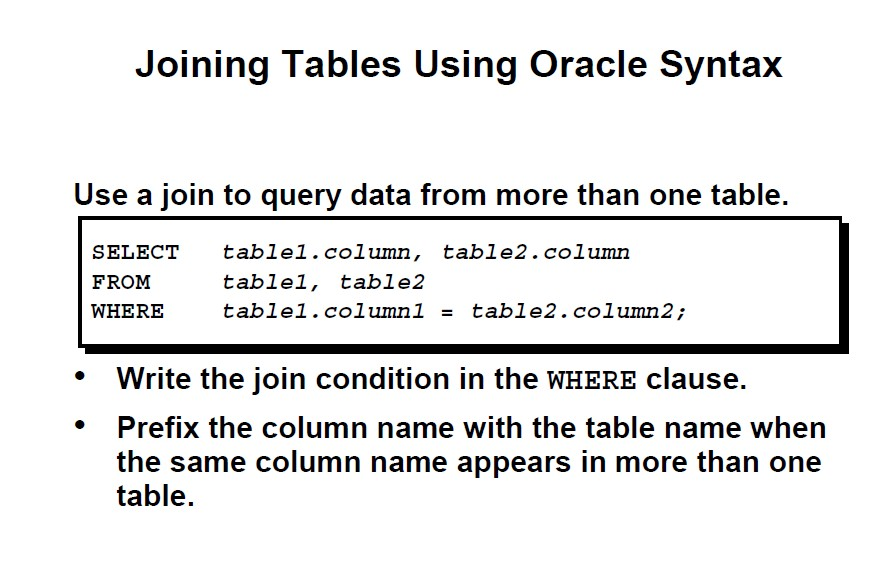 Joining Tables Using Oracle Syntax
Use a join to query data from more than one table.
SELECT table1.column, table2.column
FROM table1, table2
WHERE table1.column1 = table2.column2;
• Write the join condition in the WHERE clause.
• Prefix the column name with the table name when
the same column name appears in more than one
table.